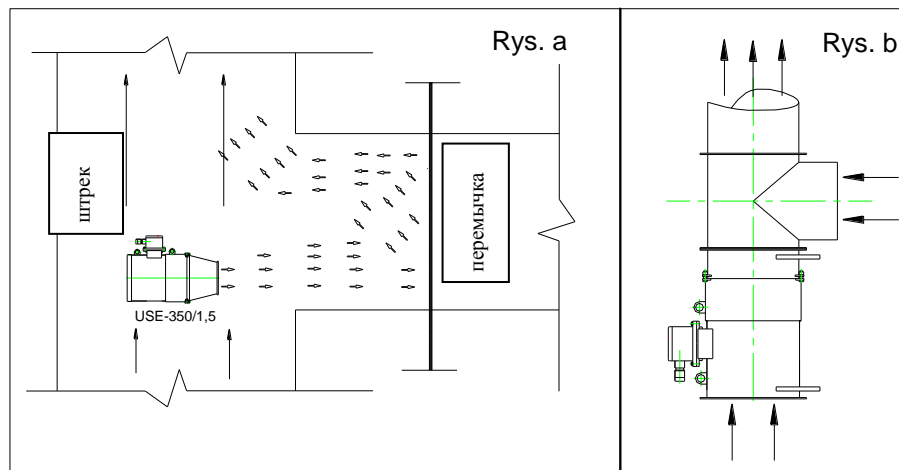 Rys. a
Rys. b
штрек
перемычка
USE-350/1,5